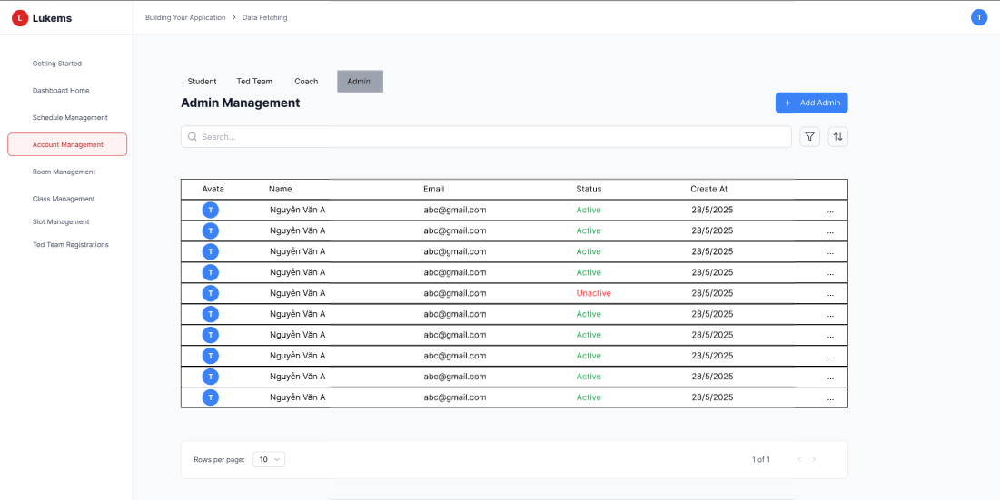 L Lukems
Building Your Application > Data Fetching
T
Getting Started
Dashboard Home
Schedule Management
Account Management
Room Management
Class Management
Slot Management
Ted Team Registrations
Student Ted Team Coach Admin
Admin Management
+ Add Admin
Search...
Avata Name Email Status Create At
T Nguyễn Văn A abc@gmail.com Active 28/5/2025 ...
T Nguyễn Văn A abc@gmail.com Active 28/5/2025 ...
T Nguyễn Văn A abc@gmail.com Active 28/5/2025 ...
T Nguyễn Văn A abc@gmail.com Active 28/5/2025 ...
T Nguyễn Văn A abc@gmail.com Unactive 28/5/2025 ...
T Nguyễn Văn A abc@gmail.com Active 28/5/2025 ...
T Nguyễn Văn A abc@gmail.com Active 28/5/2025 ...
T Nguyễn Văn A abc@gmail.com Active 28/5/2025 ...
T Nguyễn Văn A abc@gmail.com Active 28/5/2025 ...
T Nguyễn Văn A abc@gmail.com Active 28/5/2025 ...
Rows per page: 10 1 of 1